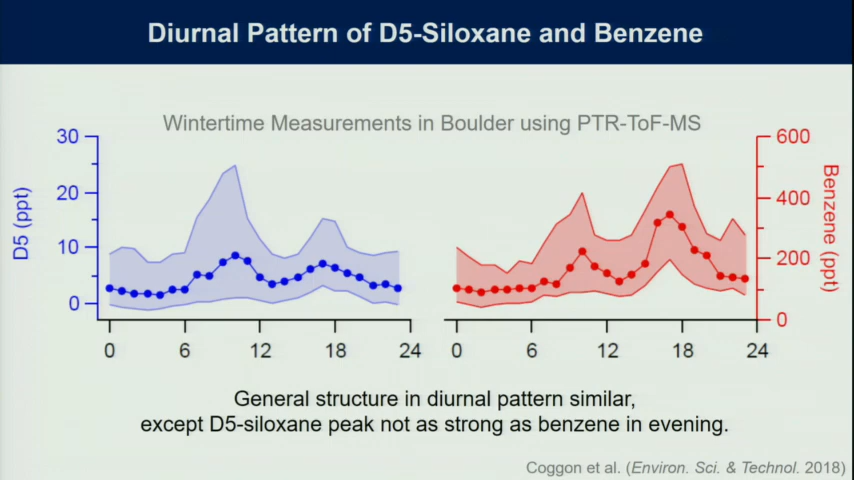 Diurnal Pattern of D5-Siloxane and Benzene
Wintertime Measurements in Boulder using PTR-ToF-MS
30
20
10
0
D5 (ppt)
0 6 12 18 24
600
400
200
0
Benzene (ppt)
0 6 12 18 24
General structure in diurnal pattern similar,
except D5-siloxane peak not as strong as benzene in evening.
Coggon et al. (Environ. Sci. & Technol. 2018)